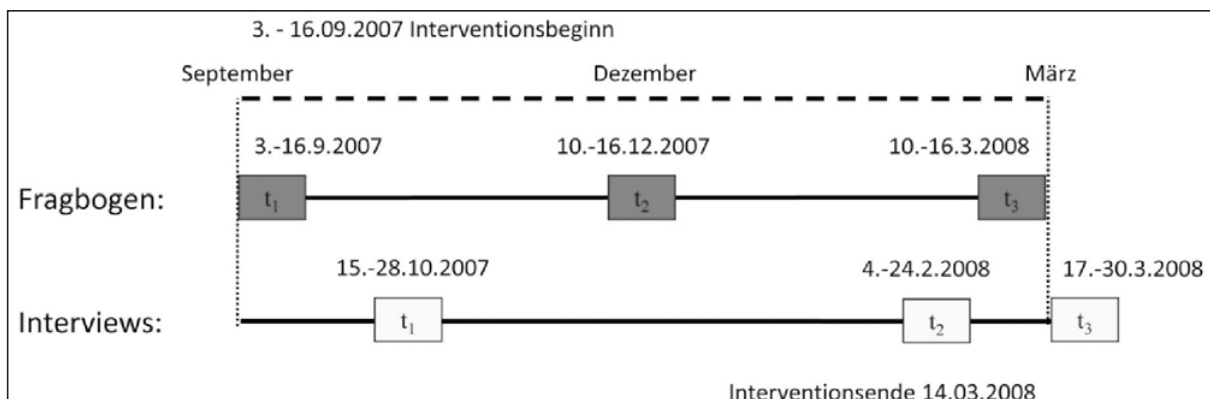 3. - 16.09.2007 Interventionsbeginn
September Dezember März
3.-16.9.2007 10.-16.12.2007 10.-16.3.2008
Fragbogen: t1 t2 t3
15.-28.10.2007 4.-24.2.2008 17.-30.3.2008
Interviews: t1 t2 t3
Interventionsende 14.03.2008